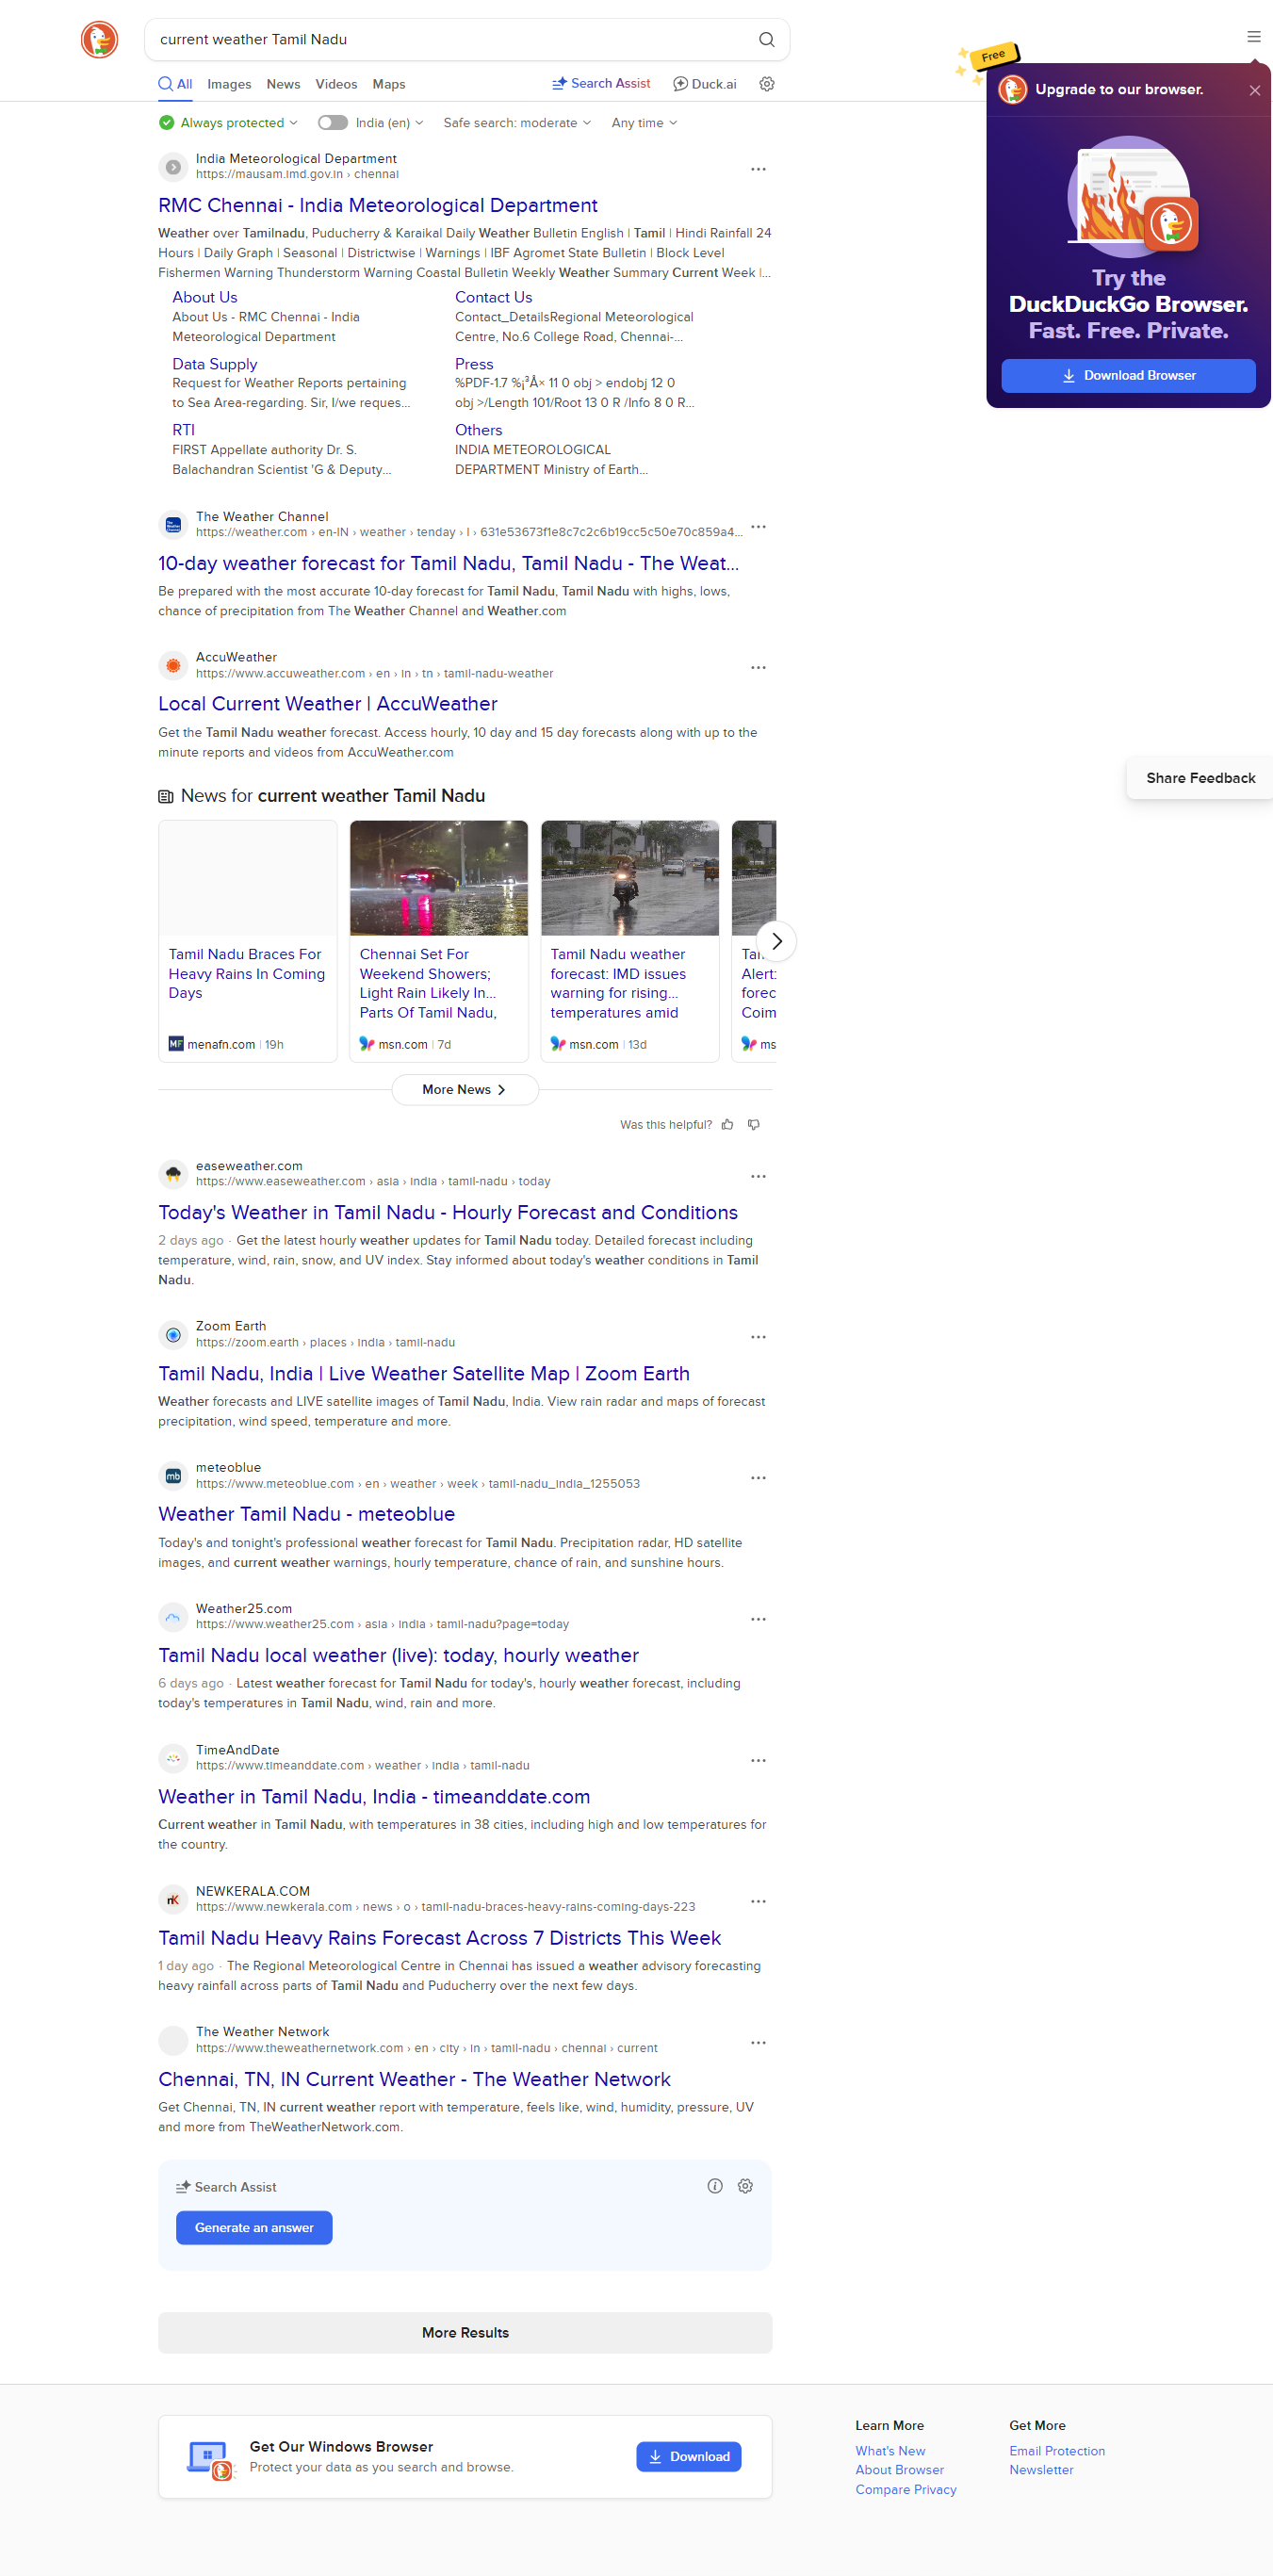 current weather Tamil Nadu
All Images News Videos Maps Search Assist Duck.ai
Always protected India (en) Safe search: moderate Any time
Free
Upgrade to our browser.
Try the
DuckDuckGo Browser.
Fast. Free. Private.
Download Browser
India Meteorological Department
https://mausam.imd.gov.in › chennai
RMC Chennai - India Meteorological Department
Weather over Tamilnadu, Puducherry & Karaikal Daily Weather Bulletin English | Tamil | Hindi Rainfall 24
Hours | Daily Graph | Seasonal | Districtwise | Warnings | IBF Agromet State Bulletin | Block Level
Fishermen Warning Thunderstorm Warning Coastal Bulletin Weekly Weather Summary Current Week |...
About Us
About Us - RMC Chennai - India
Meteorological Department
Contact Us
Contact_DetailsRegional Meteorological
Centre, No.6 College Road, Chennai-...
Data Supply
Request for Weather Reports pertaining
to Sea Area-regarding. Sir, I/we reques...
Press
%PDF-1.7 %¡³Å× 11 0 obj > endobj 12 0
obj >/Length 101/Root 13 0 R /Info 8 0 R...
RTI
FIRST Appellate authority Dr. S.
Balachandran Scientist 'G & Deputy...
Others
INDIA METEOROLOGICAL
DEPARTMENT Ministry of Earth...
The Weather Channel
https://weather.com › en-IN › weather › tenday › l › 631e53673f1e8c7c2c6b19cc5c50e70c859a4...
10-day weather forecast for Tamil Nadu, Tamil Nadu - The Weat...
Be prepared with the most accurate 10-day forecast for Tamil Nadu, Tamil Nadu with highs, lows,
chance of precipitation from The Weather Channel and Weather.com
AccuWeather
https://www.accuweather.com › en › in › tn › tamil-nadu-weather
Local Current Weather | AccuWeather
Get the Tamil Nadu weather forecast. Access hourly, 10 day and 15 day forecasts along with up to the
minute reports and videos from AccuWeather.com
Share Feedback
News for current weather Tamil Nadu
Tamil Nadu Braces For
Heavy Rains In Coming
Days
menafn.com | 19h
Chennai Set For
Weekend Showers;
Light Rain Likely In...
Parts Of Tamil Nadu,
msn.com | 7d
Tamil Nadu weather
forecast: IMD issues
warning for rising...
temperatures amid
msn.com | 13d
Alert:
forec
Coim
ms
More News
Was this helpful?
easeweather.com
https://www.easeweather.com › asia › india › tamil-nadu › today
Today's Weather in Tamil Nadu - Hourly Forecast and Conditions
2 days ago · Get the latest hourly weather updates for Tamil Nadu today. Detailed forecast including
temperature, wind, rain, snow, and UV index. Stay informed about today's weather conditions in Tamil
Nadu.
Zoom Earth
https://zoom.earth › places › india › tamil-nadu
Tamil Nadu, India | Live Weather Satellite Map | Zoom Earth
Weather forecasts and LIVE satellite images of Tamil Nadu, India. View rain radar and maps of forecast
precipitation, wind speed, temperature and more.
mb
meteoblue
https://www.meteoblue.com › en › weather › week › tamil-nadu_india_1255053
Weather Tamil Nadu - meteoblue
Today's and tonight's professional weather forecast for Tamil Nadu. Precipitation radar, HD satellite
images, and current weather warnings, hourly temperature, chance of rain, and sunshine hours.
Weather25.com
https://www.weather25.com › asia › india › tamil-nadu?page=today
Tamil Nadu local weather (live): today, hourly weather
6 days ago · Latest weather forecast for Tamil Nadu for today's, hourly weather forecast, including
today's temperatures in Tamil Nadu, wind, rain and more.
TimeAndDate
https://www.timeanddate.com › weather › india › tamil-nadu
Weather in Tamil Nadu, India - timeanddate.com
Current weather in Tamil Nadu, with temperatures in 38 cities, including high and low temperatures for
the country.
nK
NEWKERALA.COM
https://www.newkerala.com › news › o › tamil-nadu-braces-heavy-rains-coming-days-223
Tamil Nadu Heavy Rains Forecast Across 7 Districts This Week
1 day ago · The Regional Meteorological Centre in Chennai has issued a weather advisory forecasting
heavy rainfall across parts of Tamil Nadu and Puducherry over the next few days.
The Weather Network
https://www.theweathernetwork.com › en › city › in › tamil-nadu › chennai › current
Chennai, TN, IN Current Weather - The Weather Network
Get Chennai, TN, IN current weather report with temperature, feels like, wind, humidity, pressure, UV
and more from TheWeatherNetwork.com.
Search Assist
Generate an answer
More Results
Get Our Windows Browser
Protect your data as you search and browse.
Download
Learn More
What's New
About Browser
Compare Privacy
Get More
Email Protection
Newsletter